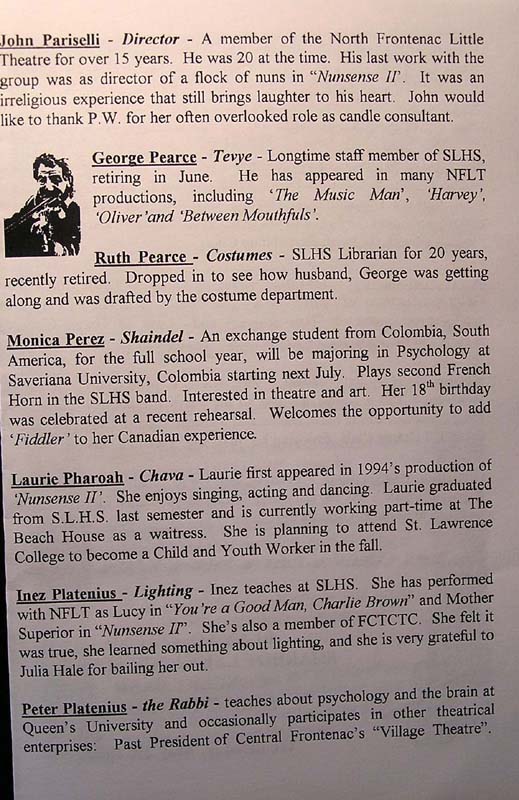 John Pariselli - Director - A member of the North Frontenac Little
Theatre for over 15 years. He was 20 at the time. His last work with the
group was as director of a flock of nuns in "Nunsense II". It was an
irreligious experience that still brings laughter to his heart. John would
like to thank P.W. for her often overlooked role as candle consultant.
George Pearce - Tevye - Longtime staff member of SLHS,
retiring in June. He has appeared in many NFLT
productions, including 'The Music Man', 'Harvey',
'Oliver'and 'Between Mouthfuls'.
Ruth Pearce - Costumes - SLHS Librarian for 20 years,
recently retired. Dropped in to see how husband, George was getting
along and was drafted by the costume department.
Monica Perez - Shaindel - An exchange student from Colombia, South
America, for the full school year, will be majoring in Psychology at
Saveriana University, Colombia starting next July. Plays second French
Horn in the SLHS band. Interested in theatre and art. Her 18th birthday
was celebrated at a recent rehearsal. Welcomes the opportunity to add
'Fiddler' to her Canadian experience.
Laurie Pharoah - Chava - Laurie first appeared in 1994's production of
'Nunsense II'. She enjoys singing, acting and dancing. Laurie graduated
from S.L.H.S. last semester and is currently working part-time at The
Beach House as a waitress. She is planning to attend St. Lawrence
College to become a Child and Youth Worker in the fall.
Inez Platenius - Lighting - Inez teaches at SLHS. She has performed
with NFLT as Lucy in "You're a Good Man, Charlie Brown" and Mother
Superior in "Nunsense II". She's also a member of FCTCTC. She felt it
was true, she learned something about lighting, and she is very grateful to
Julia Hale for bailing her out.
Peter Platenius - the Rabbi - teaches about psychology and the brain at
Queen's University and occasionally participates in other theatrical
enterprises: Past President of Central Frontenac's "Village Theatre".